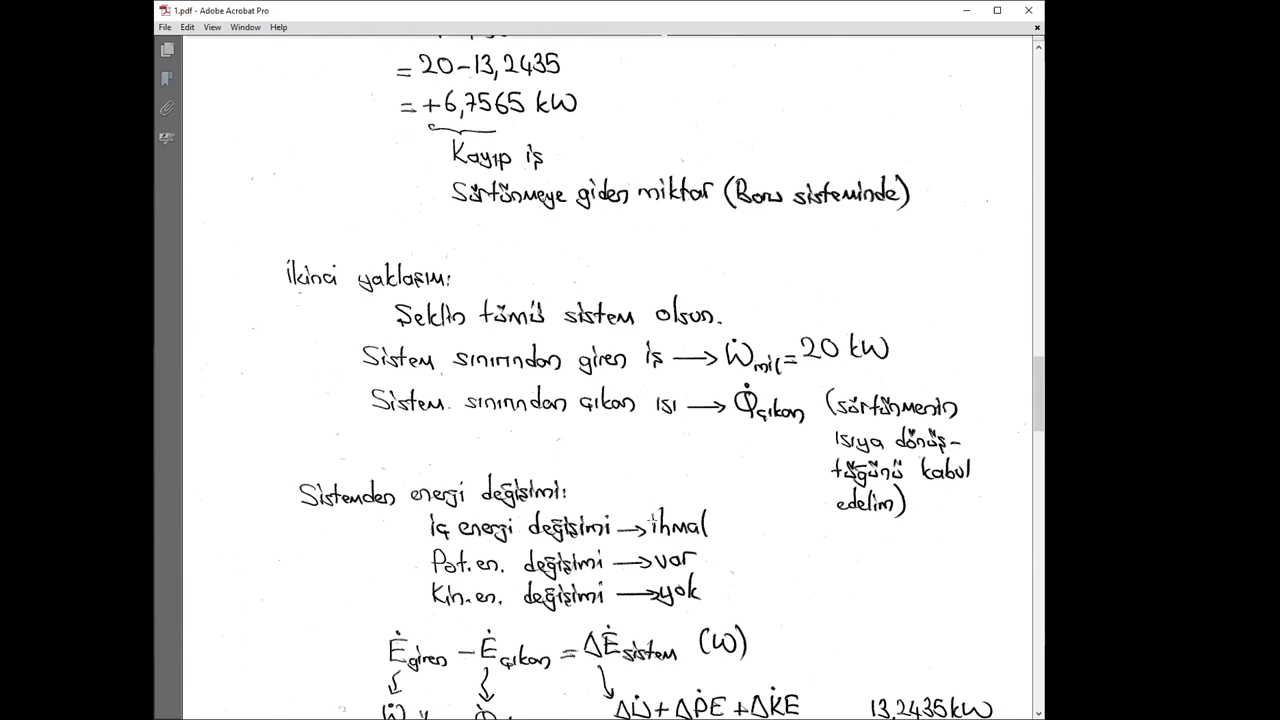 1.pdf - Adobe Acrobat Pro
File Edit View Window Help
= 20-13,2435
= +6,7565 kW
Kayıp iş
Sürtünmeye giden miktar (Boru sisteminde)
İkinci yaklaşım:
Şeklin tümü sistem olsun.
Sistem sınırından giren iş → Ẇmil = 20 kW
Sistem sınırından çıkan ısı → Q̇çıkan (sürtünmenin
ısıya dönüş-
tüğünü kabul
edelim)
Sistemden enerji değişimi:
İç enerji değişimi → ihmal
Pot. en. değişimi → var
Kin. en. değişimi → yok
Ėgiren - Ėçıkan = ΔĖsistem (W)
ΔU̇ + ΔṖE + ΔK̇E 13,2435kW